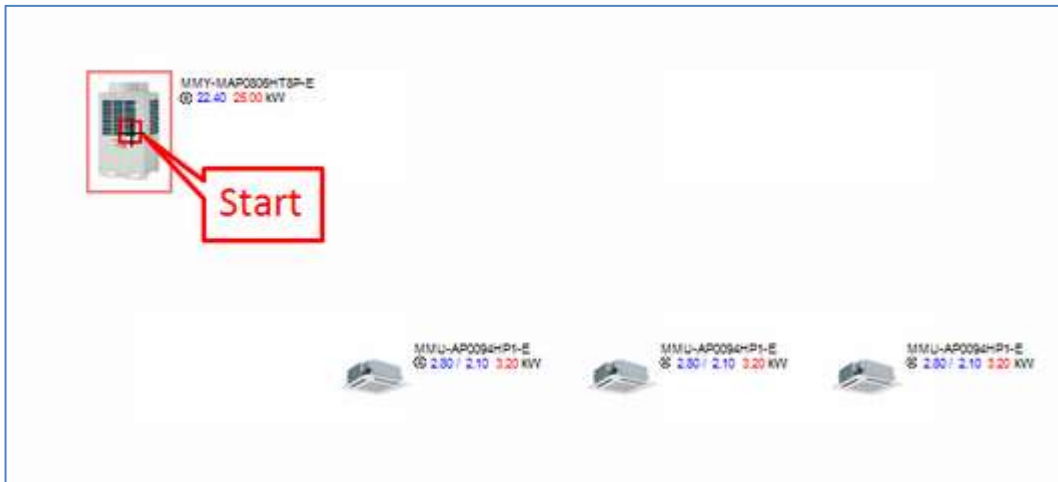 MMY-MAP0806HT8P-E
22.40 25.00 kW
Start
MMU-AP0094HP1-E
2.80 / 2.10 3.20 kW
MMU-AP0094HP1-E
2.80 / 2.10 3.20 kW
MMU-AP0094HP1-E
2.80 / 2.10 3.20 kW